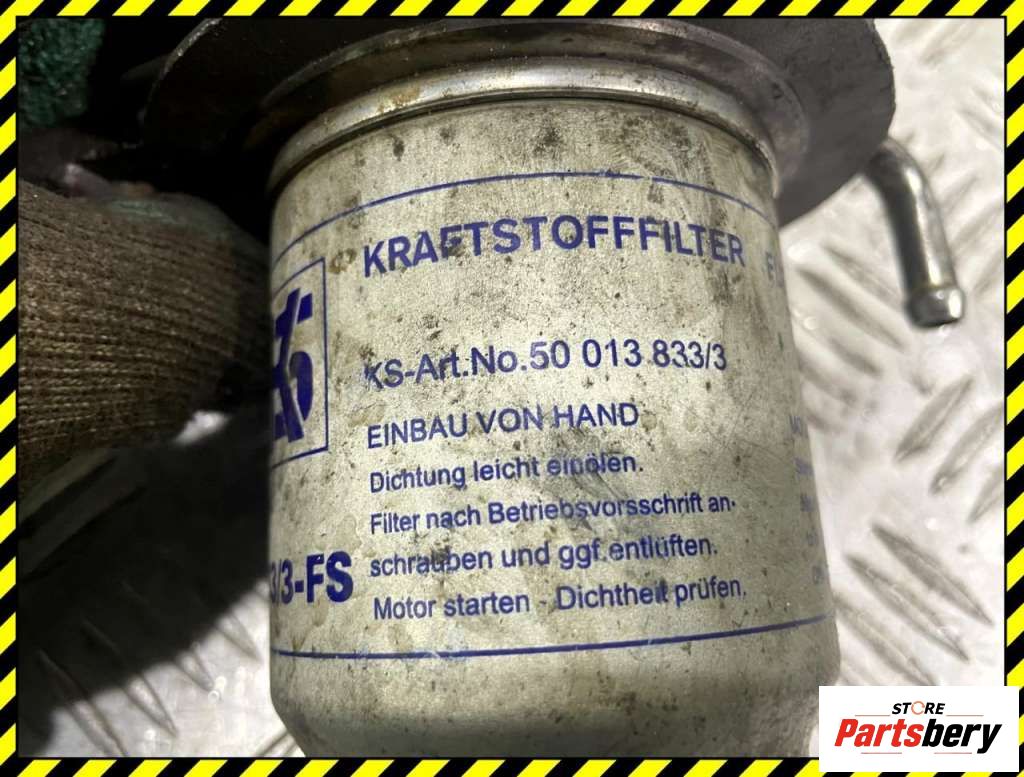 KRAFTSTOFFFILTER
KS
KS-Art.No.50 013 833/3
EINBAU VON HAND
Dichtung leicht einölen.
Filter nach Betriebsvorsschrift an-
schrauben und ggf.entlüften.
3/3-FS
Motor starten - Dichtheit prüfen.
STORE
Partsbery